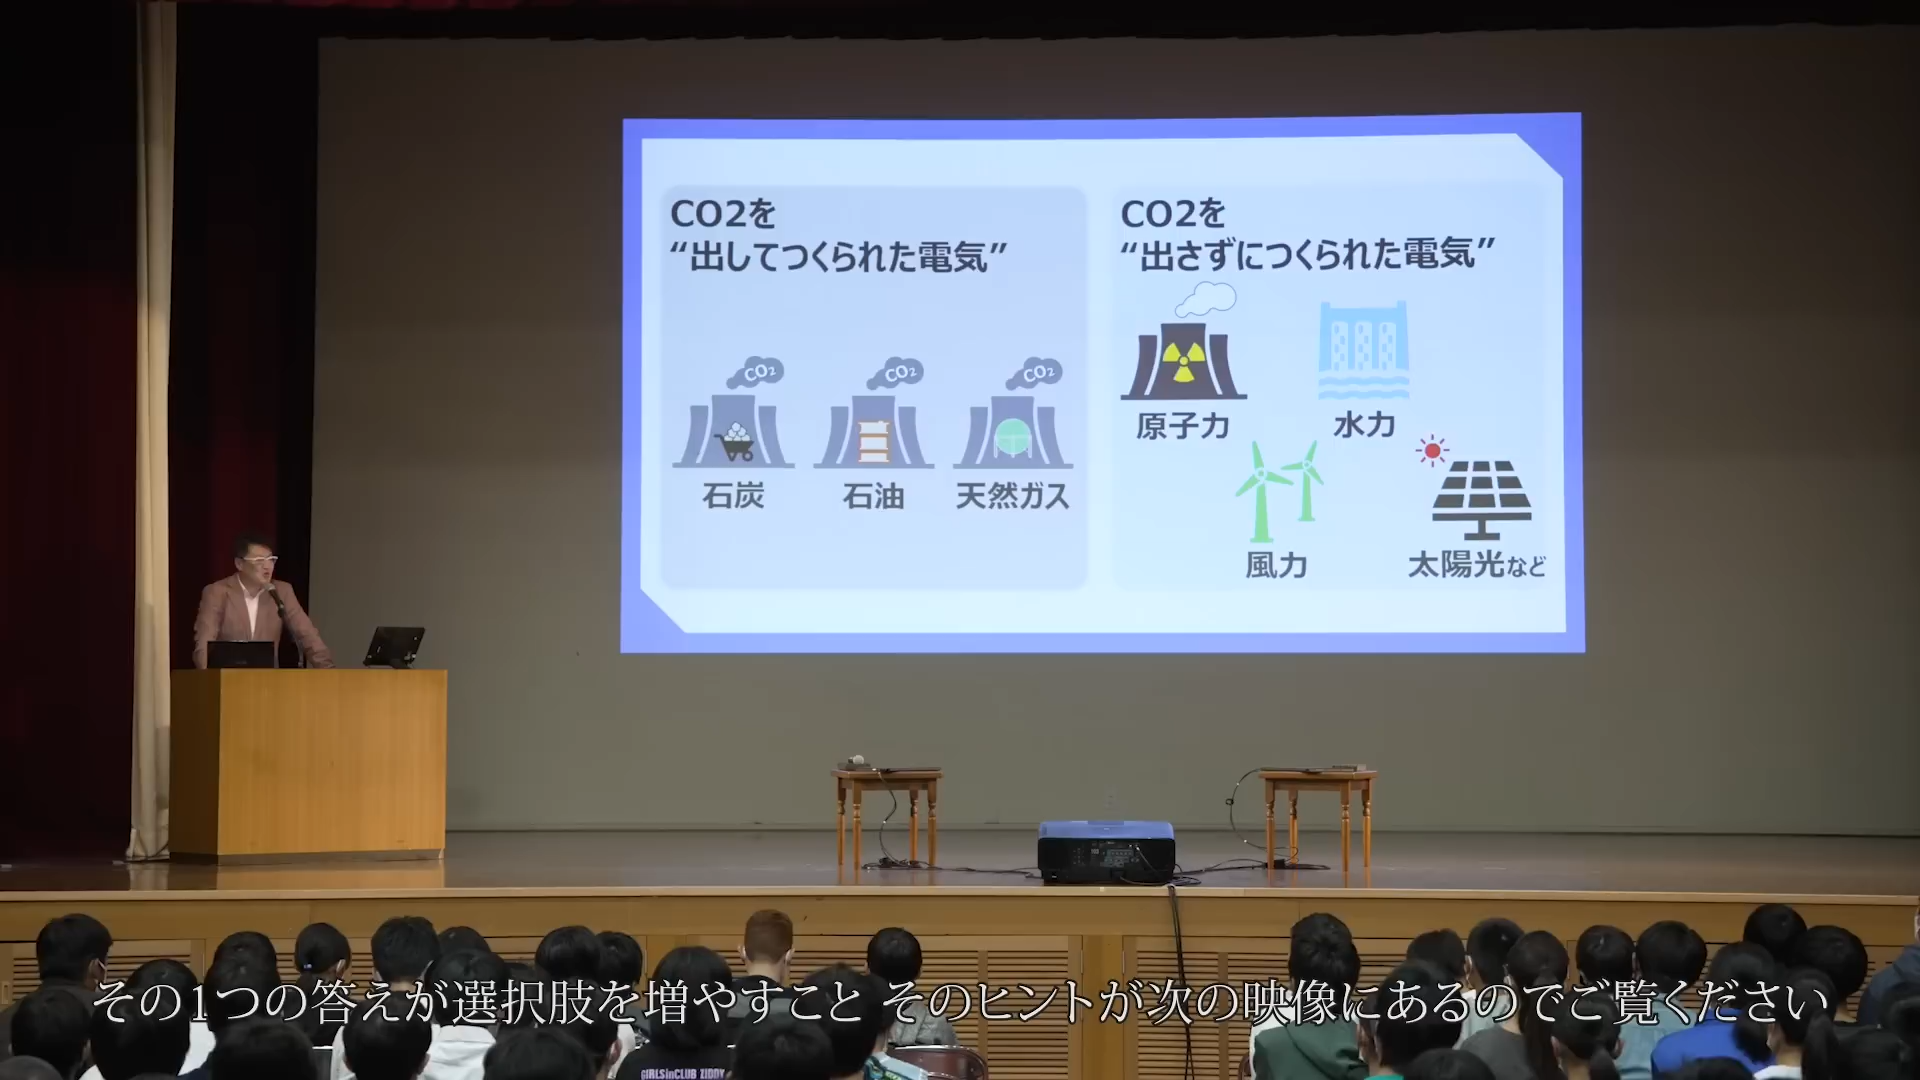 CO2を
“出してつくられた電気”
CO2
CO2
CO2
石炭
石油
天然ガス
CO2を
“出さずにつくられた電気”
原子力
水力
風力
太陽光など
その1つの答えが選択肢を増やすこと そのヒントが次の映像にあるのでご覧ください
GIRLSinCLUB ZIDDY